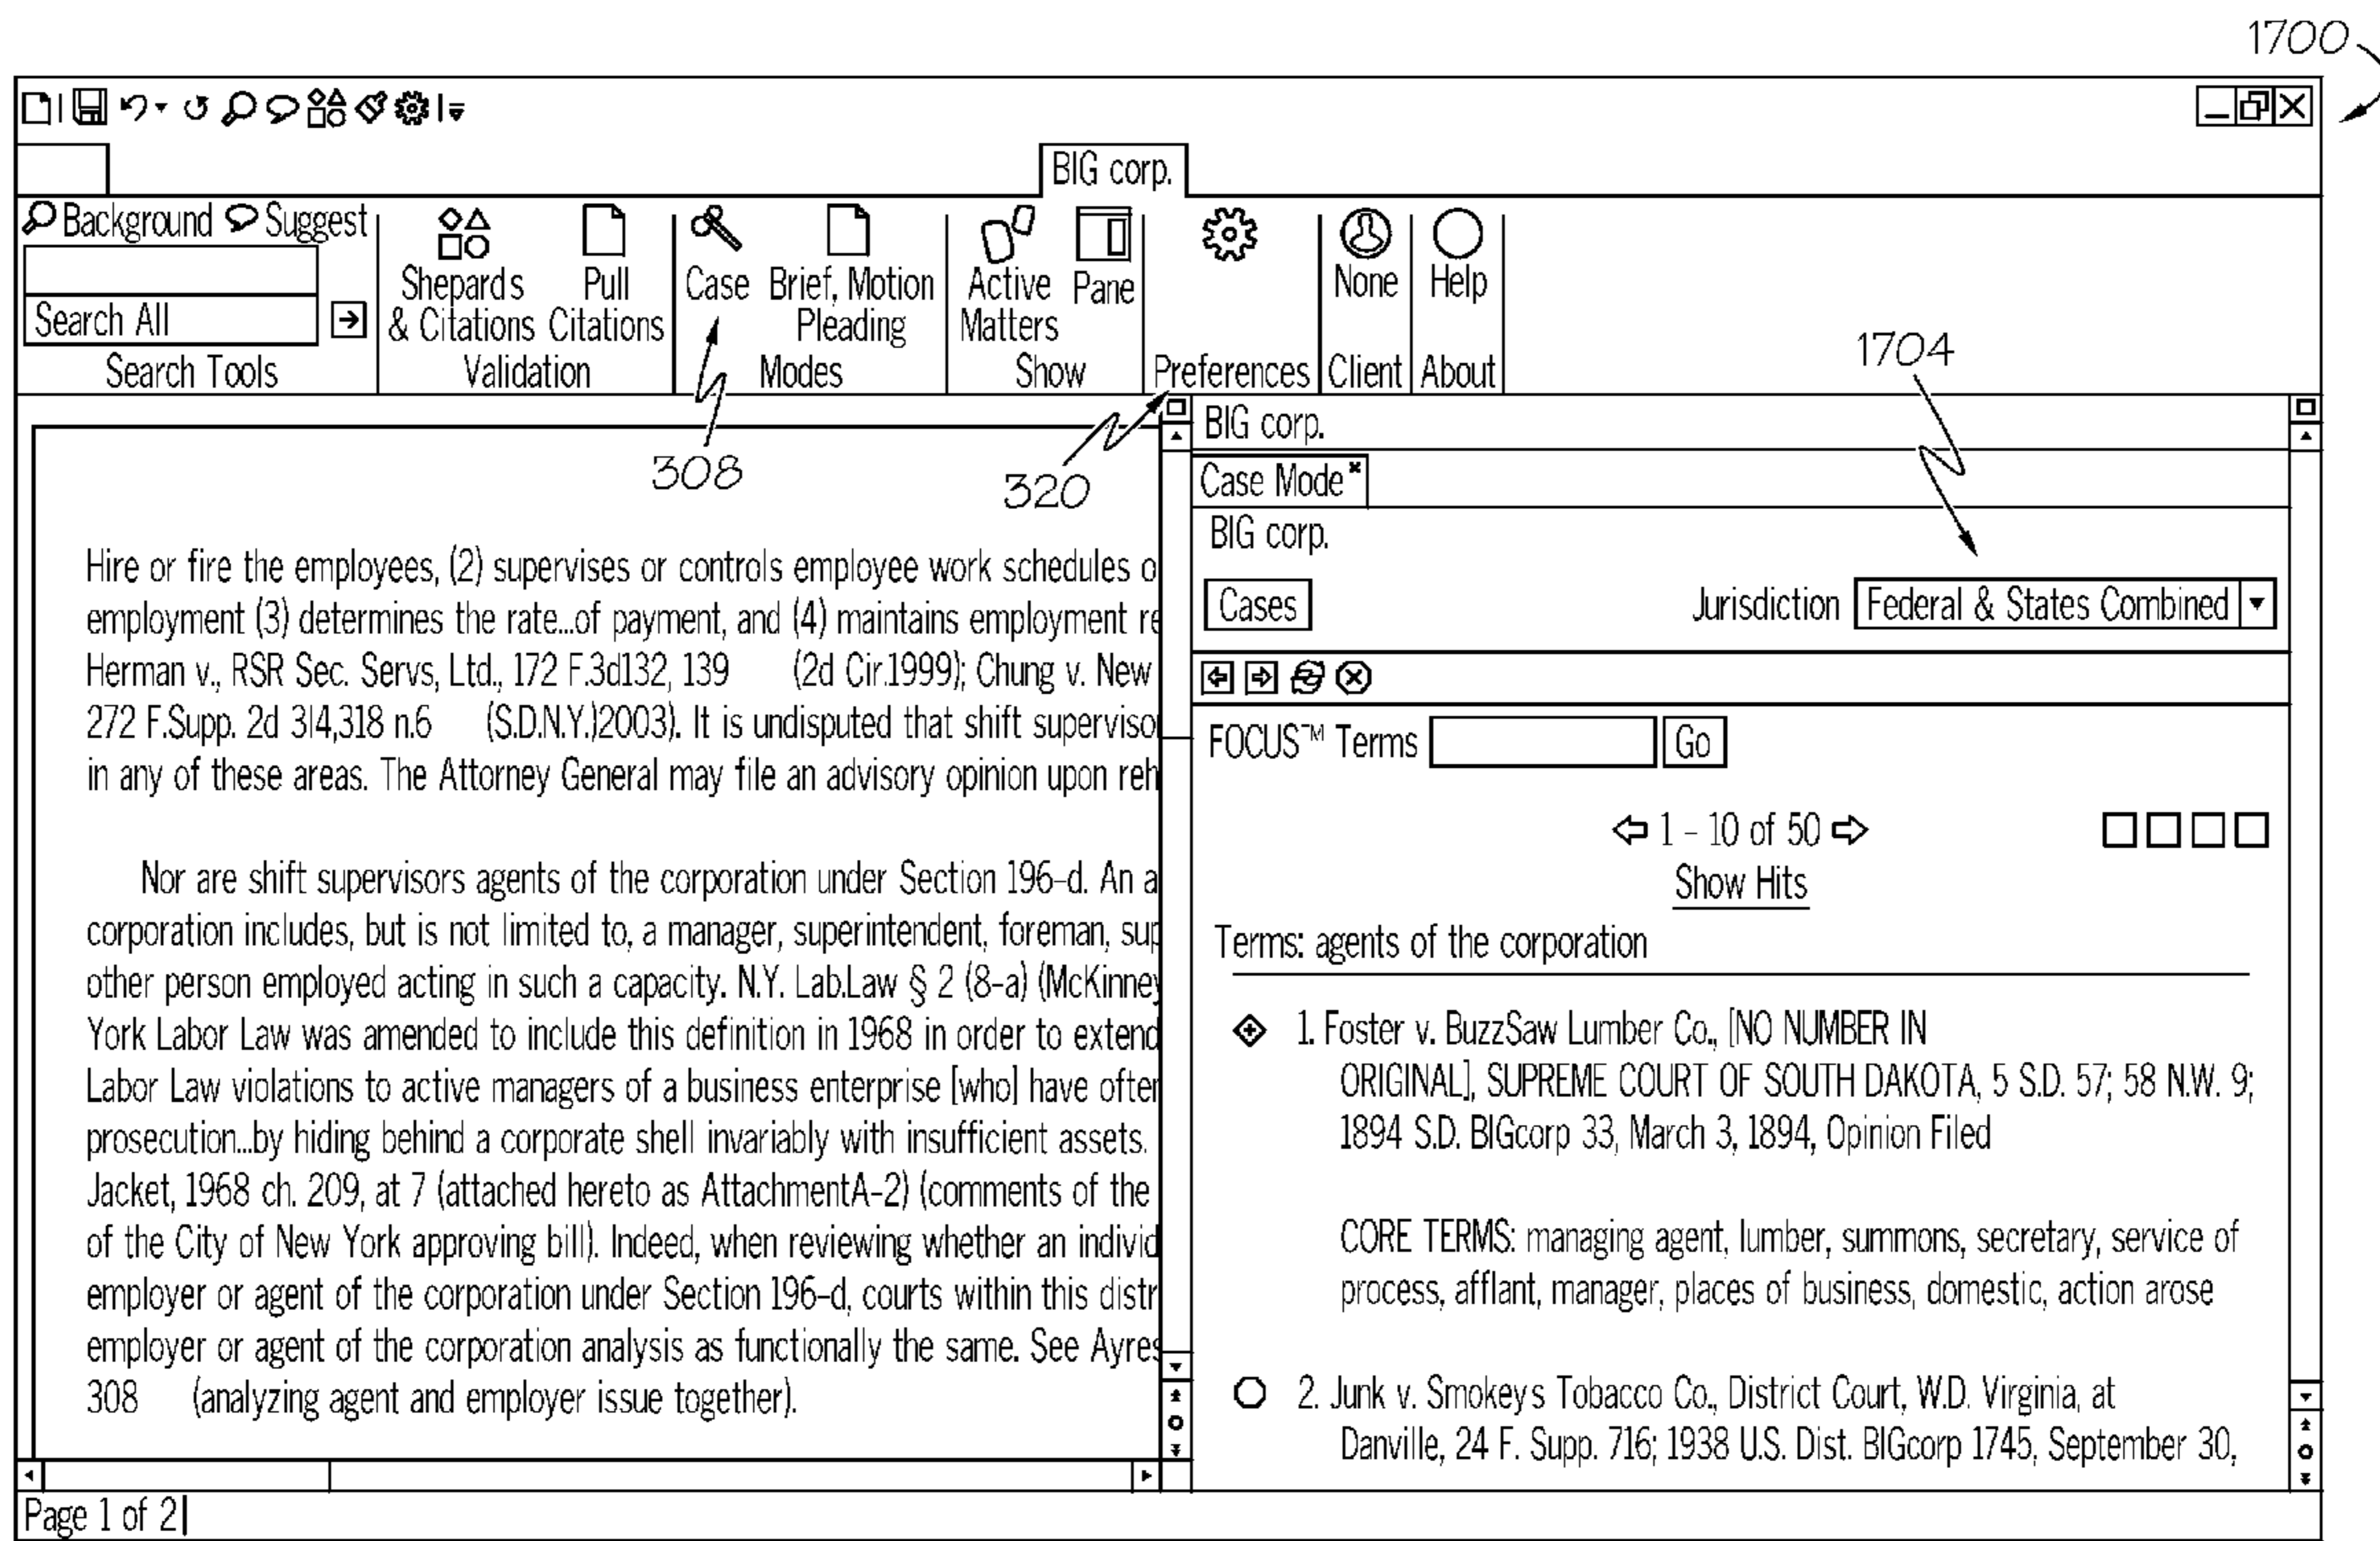 1700
BIG corp.
Background Suggest
Search All
Search Tools
Shepards
& Citations
Pull
Citations
Validation
Case
Brief, Motion
Pleading
Modes
Active
Matters
Pane
Show
Preferences
None
Client
Help
About
1704
308
320
Hire or fire the employees, (2) supervises or controls employee work schedules o
employment (3) determines the rate...of payment, and (4) maintains employment re
Herman v., RSR Sec. Servs, Ltd., 172 F.3d132, 139 (2d Cir.1999); Chung v. New
272 F.Supp. 2d 314,318 n.6 (S.D.N.Y.)2003). It is undisputed that shift superviso
in any of these areas. The Attorney General may file an advisory opinion upon reh
Nor are shift supervisors agents of the corporation under Section 196-d. An a
corporation includes, but is not limited to, a manager, superintendent, foreman, sup
other person employed acting in such a capacity. N.Y. Lab.Law § 2 (8-a) (McKinney
York Labor Law was amended to include this definition in 1968 in order to extend
Labor Law violations to active managers of a business enterprise [who] have often
prosecution...by hiding behind a corporate shell invariably with insufficient assets.
Jacket, 1968 ch. 209, at 7 (attached hereto as AttachmentA-2) (comments of the
of the City of New York approving bill). Indeed, when reviewing whether an individ
employer or agent of the corporation under Section 196-d, courts within this distr
employer or agent of the corporation analysis as functionally the same. See Ayres
308 (analyzing agent and employer issue together).
Page 1 of 2
BIG corp.
Case Mode
BIG corp.
Cases
Jurisdiction Federal & States Combined
FOCUS™ Terms Go
1 - 10 of 50
Show Hits
Terms: agents of the corporation
1. Foster v. BuzzSaw Lumber Co., [NO NUMBER IN
ORIGINAL], SUPREME COURT OF SOUTH DAKOTA, 5 S.D. 57; 58 N.W. 9;
1894 S.D. BIGcorp 33, March 3, 1894, Opinion Filed
CORE TERMS: managing agent, lumber, summons, secretary, service of
process, afflant, manager, places of business, domestic, action arose
2. Junk v. Smokeys Tobacco Co., District Court, W.D. Virginia, at
Danville, 24 F. Supp. 716; 1938 U.S. Dist. BIGcorp 1745, September 30,